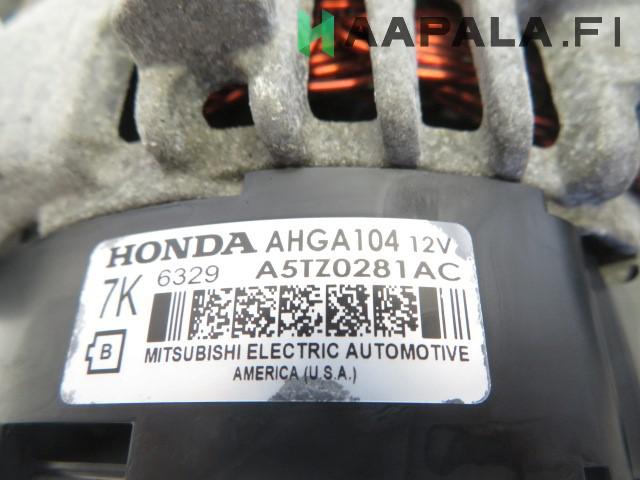 HAAPALA.FI
HONDA AHGA104 12V
7K 6329 A5TZ0281AC
B
MITSUBISHI ELECTRIC AUTOMOTIVE
AMERICA (U.S.A.)